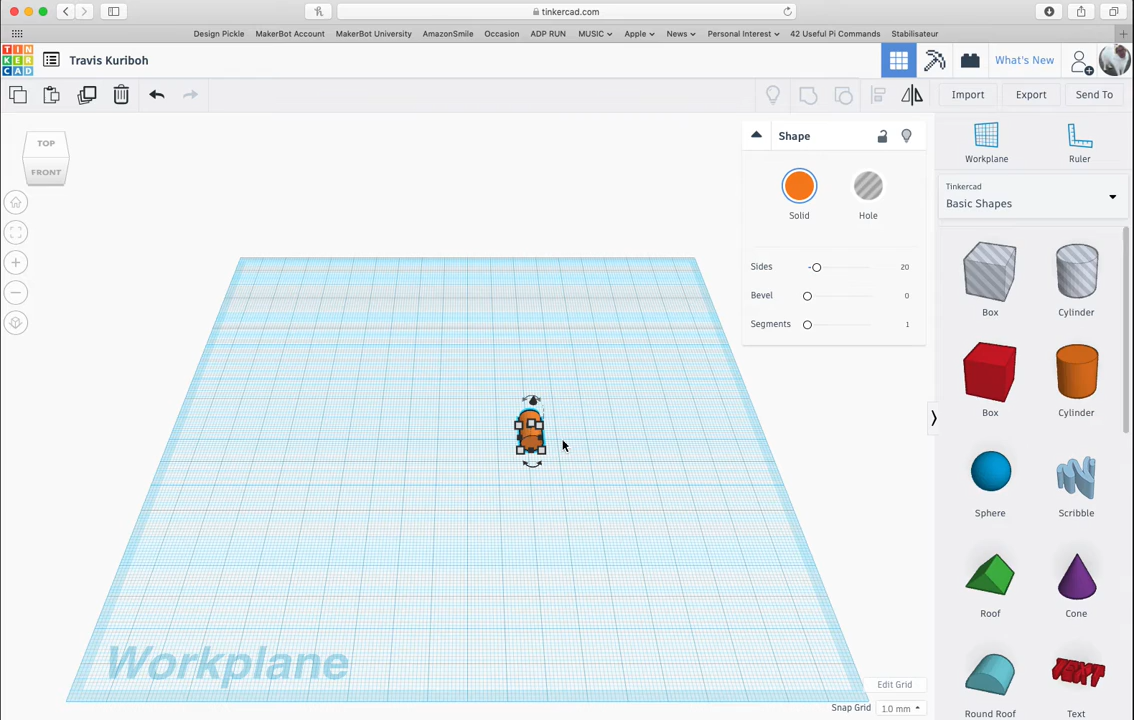 tinkercad.com
Design Pickle MakerBot Account MakerBot University AmazonSmile Occasion ADP RUN MUSIC Apple News Personal Interest 42 Useful Pi Commands Stabilisateur
TIN
KER
CAD
Travis Kuriboh
What's New
Import Export Send To
TOP
FRONT
Shape
Solid Hole
Sides 20
Bevel 0
Segments 1
Workplane Ruler
Tinkercad
Basic Shapes
Box Cylinder
Box Cylinder
Sphere Scribble
Roof Cone
TEXT
Round Roof Text
Workplane
Edit Grid
Snap Grid 1.0 mm